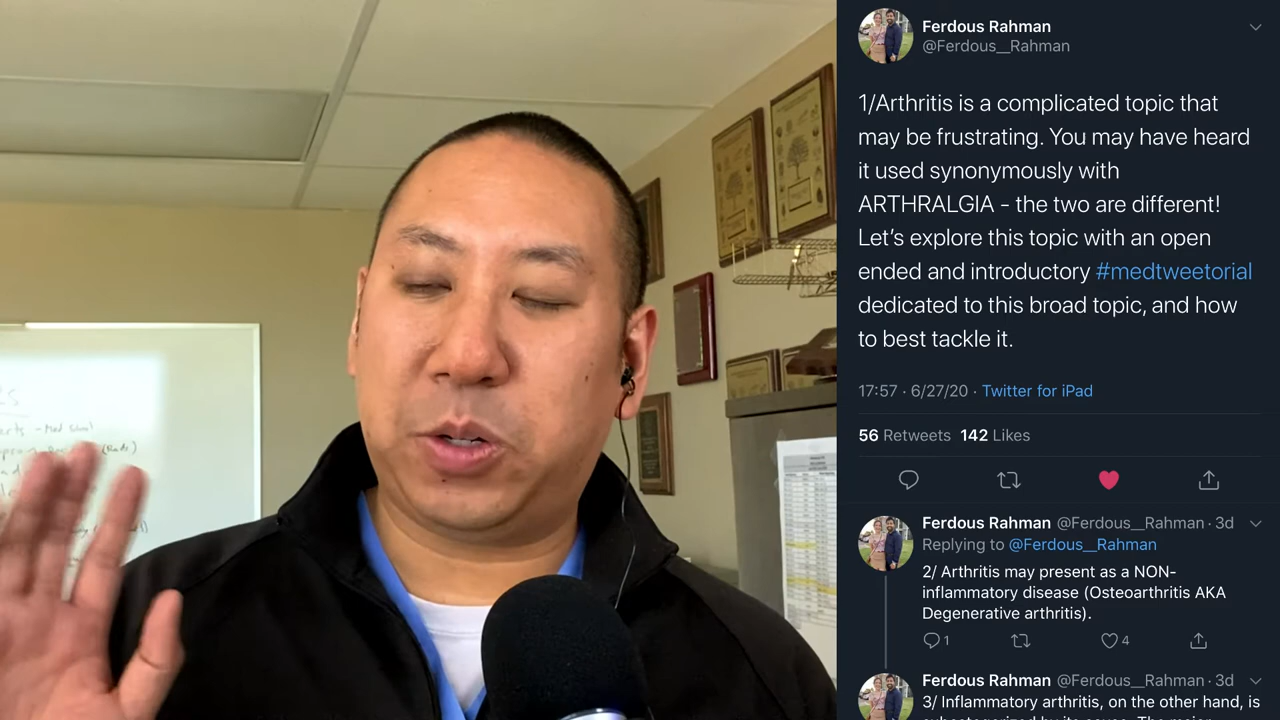 Ferdous Rahman
@Ferdous__Rahman
1/Arthritis is a complicated topic that
may be frustrating. You may have heard
it used synonymously with
ARTHRALGIA - the two are different!
Let's explore this topic with an open
ended and introductory #medtweetorial
dedicated to this broad topic, and how
to best tackle it.
17:57 · 6/27/20 · Twitter for iPad
56 Retweets 142 Likes
Ferdous Rahman @Ferdous__Rahman · 3d
Replying to @Ferdous__Rahman
2/ Arthritis may present as a NON-
inflammatory disease (Osteoarthritis AKA
Degenerative arthritis).
1 4
Ferdous Rahman @Ferdous__Rahman · 3d
3/ Inflammatory arthritis, on the other hand, is